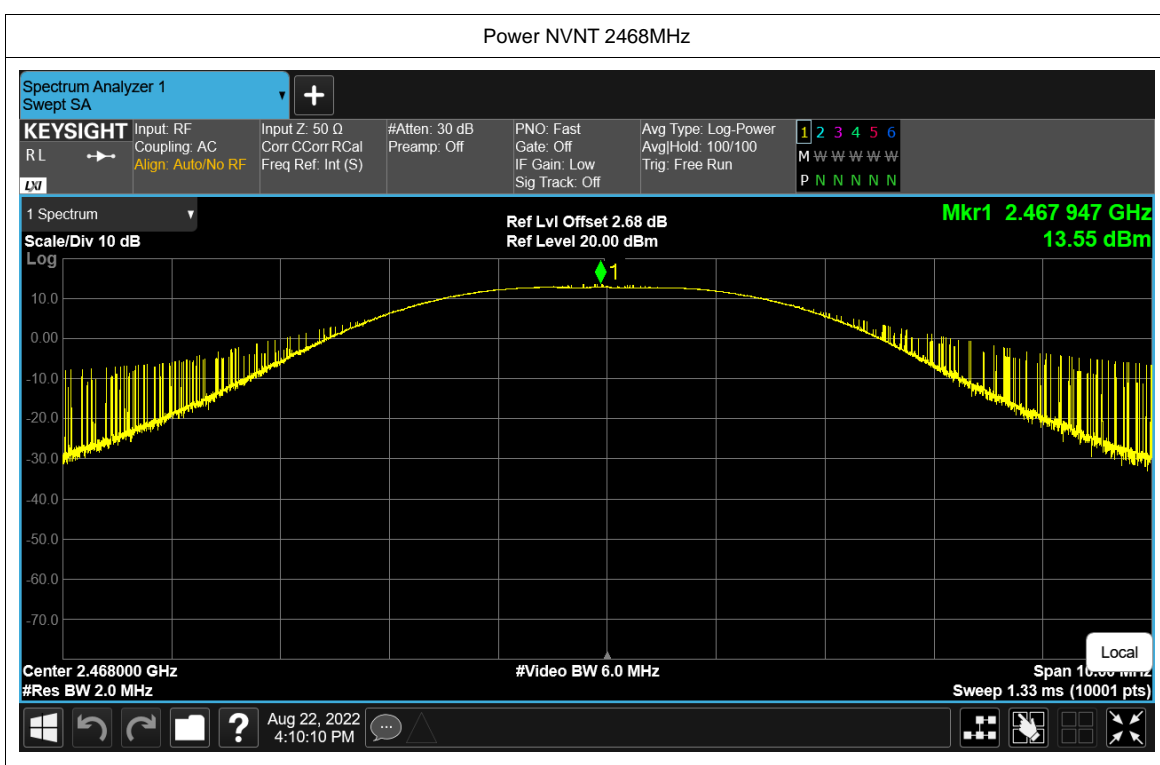 Power NVNT 2468MHz
Spectrum Analyzer 1
Swept SA
KEYSIGHT
R L
LXI
Input: RF
Coupling: AC
Align: Auto/No RF
Input Z: 50 Ω
Corr CCorr RCal
Freq Ref: Int (S)
#Atten: 30 dB
Preamp: Off
PNO: Fast
Gate: Off
IF Gain: Low
Sig Track: Off
Avg Type: Log-Power
Avg|Hold: 100/100
Trig: Free Run
1 2 3 4 5 6
M W W W W W
P N N N N N
1 Spectrum
Scale/Div 10 dB
Log
Ref Lvl Offset 2.68 dB
Ref Level 20.00 dBm
Mkr1 2.467 947 GHz
13.55 dBm
1
10.0
0.00
-10.0
-20.0
-30.0
-40.0
-50.0
-60.0
-70.0
Local
Center 2.468000 GHz
#Video BW 6.0 MHz
Span 10.00 MHz
#Res BW 2.0 MHz
Sweep 1.33 ms (10001 pts)
?
Aug 22, 2022
4:10:10 PM